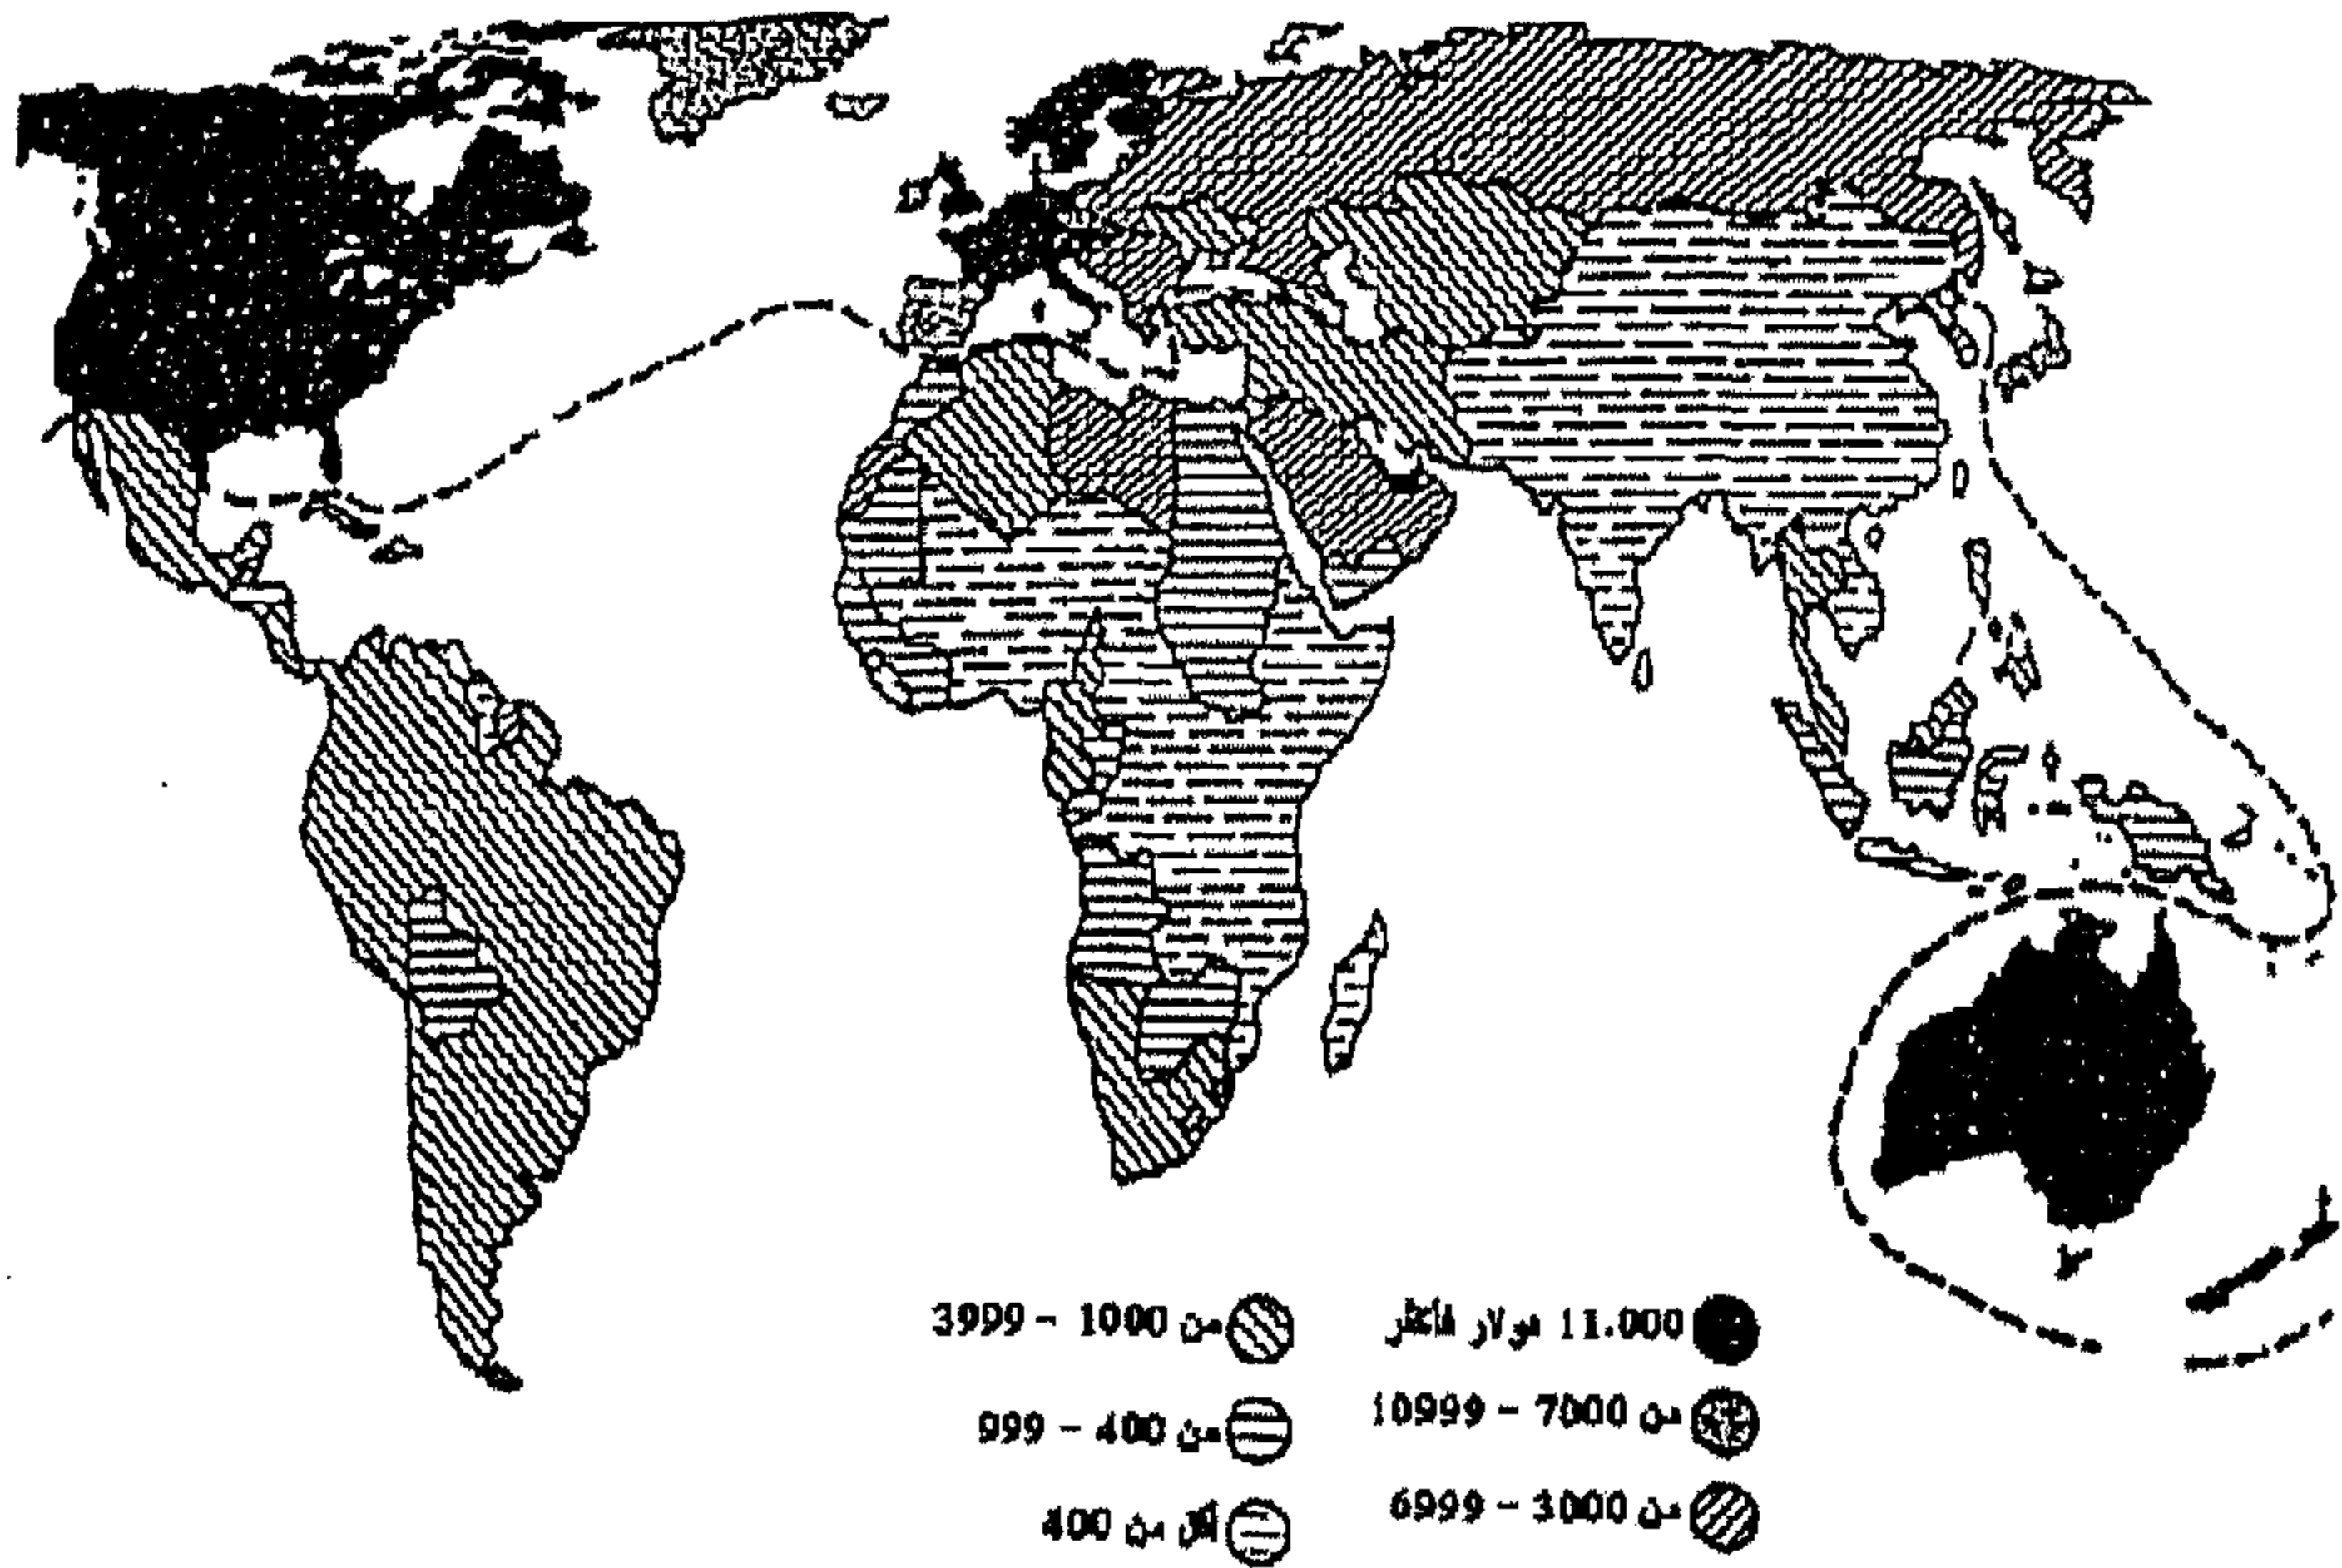 11.000 دولار فأكثر
من 7000 - 10999
من 3000 - 6999
من 1000 - 3999
من 400 - 999
أقل من 400